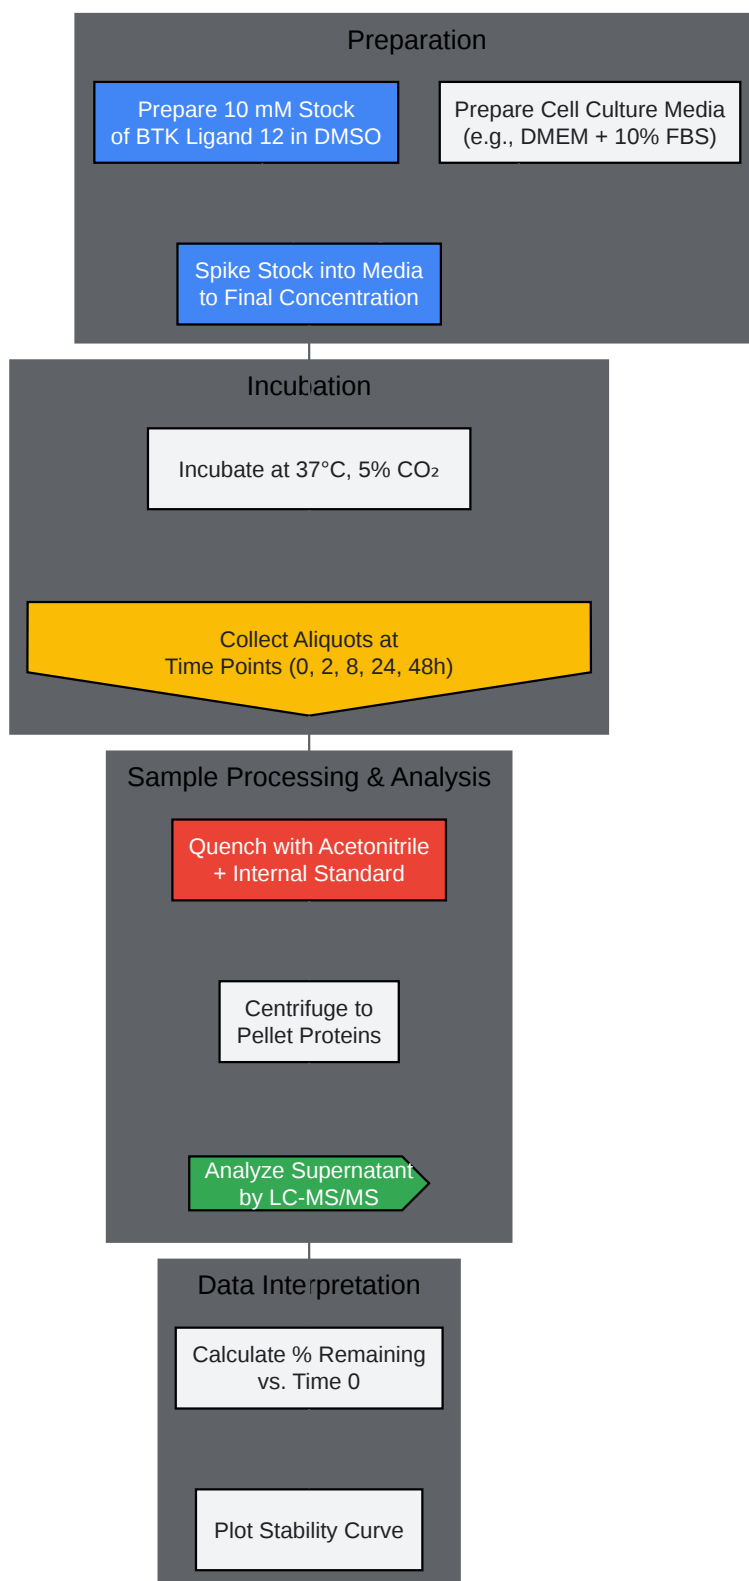 Preparation
Prepare 10 mM Stock
of BTK Ligand 12 in DMSO
Prepare Cell Culture Media
(e.g., DMEM + 10% FBS)
Spike Stock into Media
to Final Concentration
Incubation
Incubate at 37°C, 5% CO₂
Collect Aliquots at
Time Points (0, 2, 8, 24, 48h)
Sample Processing & Analysis
Quench with Acetonitrile
+ Internal Standard
Centrifuge to
Pellet Proteins
Analyze Supernatant
by LC-MS/MS
Data Interpretation
Calculate % Remaining
vs. Time 0
Plot Stability Curve